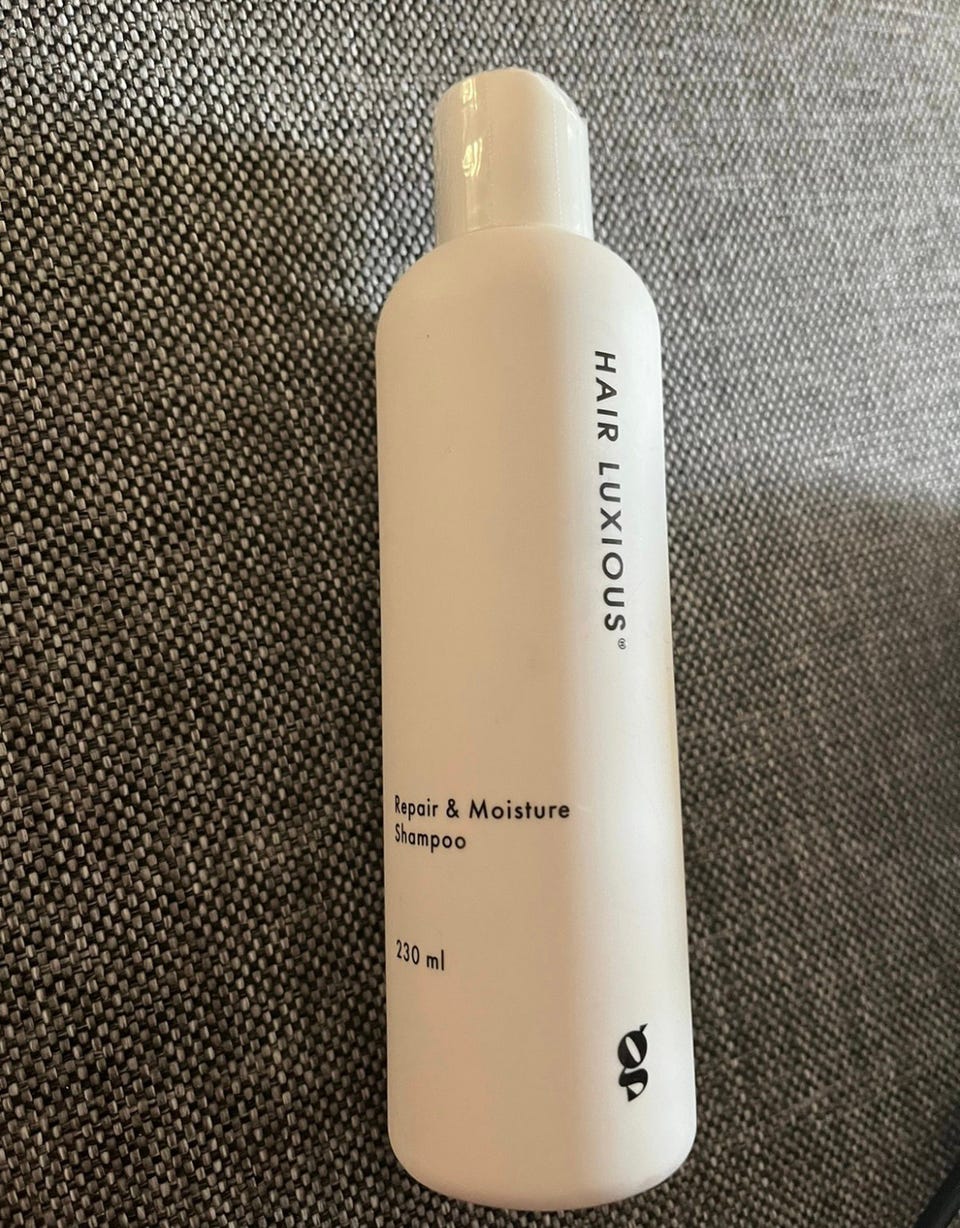 HAIR LUXIOUS®
Repair & Moisture
Shampoo
230 ml
g